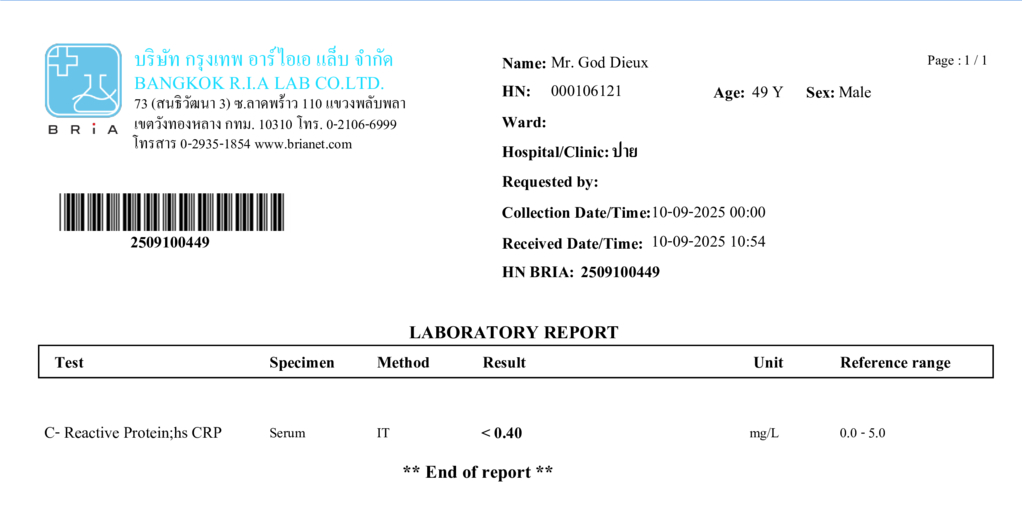 บริษัท กรุงเทพ อาร์ไอเอ แล็บ จำกัด
BANGKOK R.I.A LAB CO.LTD.
73 (สนธิวัฒนา 3) ซ.ลาดพร้าว 110 แขวงพลับพลา
เขตวังทองหลาง กทม. 10310 โทร. 0-2106-6999
โทรสาร 0-2935-1854 www.brianet.com
BRiA
2509100449
Name: Mr. God Dieux
Page : 1 / 1
HN: 000106121 Age: 49 Y Sex: Male
Ward:
Hospital/Clinic: ปาย
Requested by:
Collection Date/Time:10-09-2025 00:00
Received Date/Time: 10-09-2025 10:54
HN BRIA: 2509100449
LABORATORY REPORT
Test Specimen Method Result Unit Reference range
C- Reactive Protein;hs CRP Serum IT < 0.40 mg/L 0.0 - 5.0
** End of report **